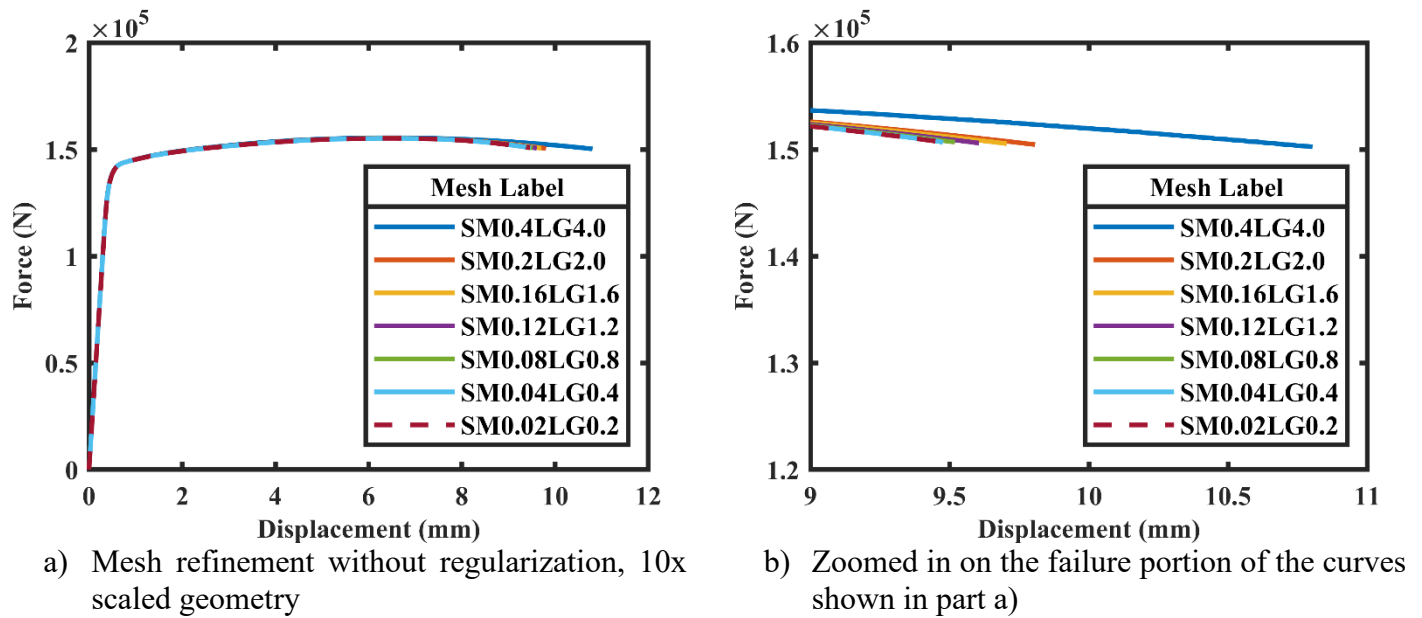 ×10⁵
2
1.5
1
0.5
0
Force (N)
0 2 4 6 8 10 12
Displacement (mm)
Mesh Label
SM0.4LG4.0
SM0.2LG2.0
SM0.16LG1.6
SM0.12LG1.2
SM0.08LG0.8
SM0.04LG0.4
SM0.02LG0.2
a) Mesh refinement without regularization, 10x
scaled geometry
×10⁵
1.6
1.5
1.4
1.3
1.2
Force (N)
9 9.5 10 10.5 11
Displacement (mm)
Mesh Label
SM0.4LG4.0
SM0.2LG2.0
SM0.16LG1.6
SM0.12LG1.2
SM0.08LG0.8
SM0.04LG0.4
SM0.02LG0.2
b) Zoomed in on the failure portion of the curves
shown in part a)